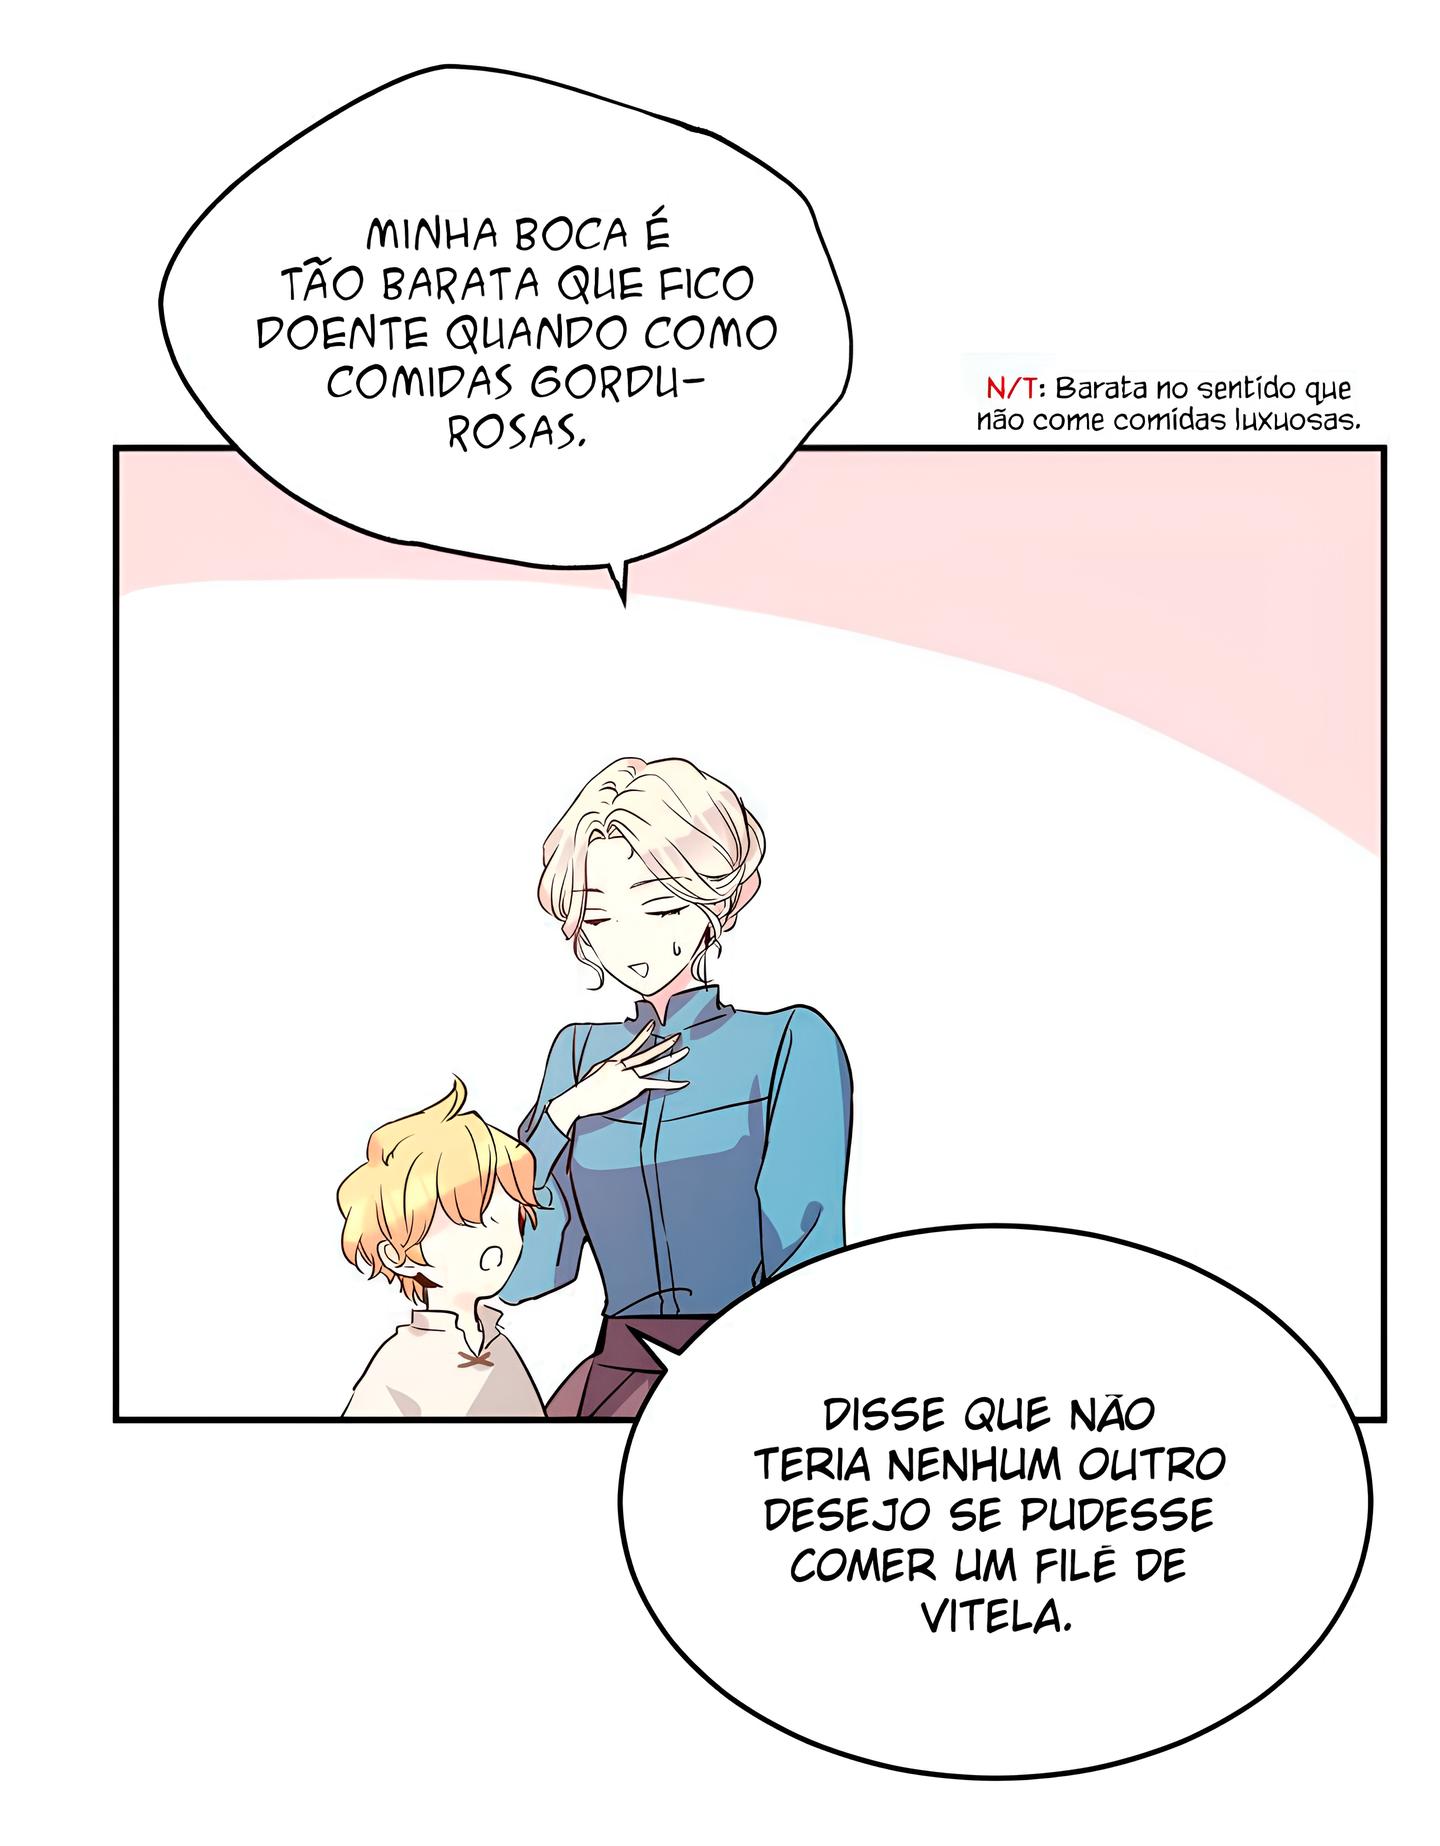 MINHA BOCA É
TÃO BARATA QUE FICO
DOENTE QUANDO COMO
COMIDAS GORDU-
ROSAS.
N/T: Barata no sentido que
não come comidas luxuosas.
DISSE QUE NÃO
TERIA NENHUM OUTRO
DESEJO SE PUDESSE
COMER UM FILÉ DE
VITELA.